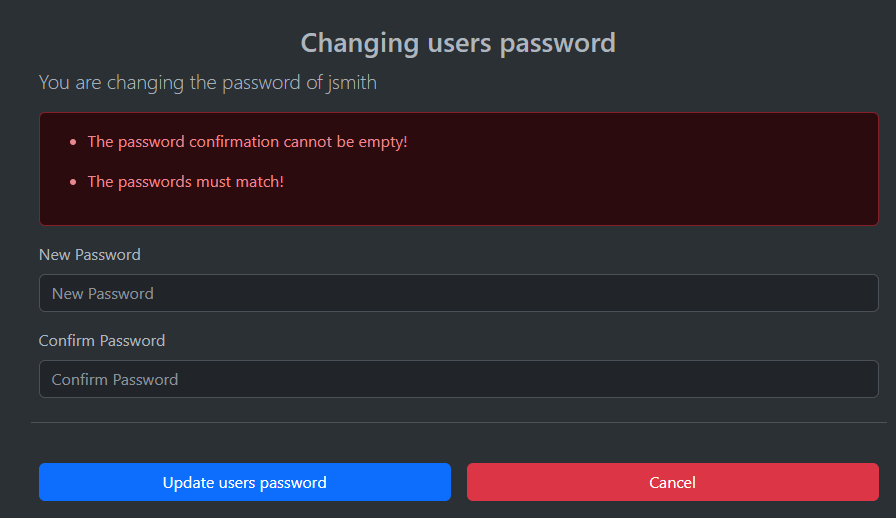 Changing users password
You are changing the password of jsmith
The password confirmation cannot be empty!
The passwords must match!
New Password
New Password
Confirm Password
Confirm Password
Update users password
Cancel